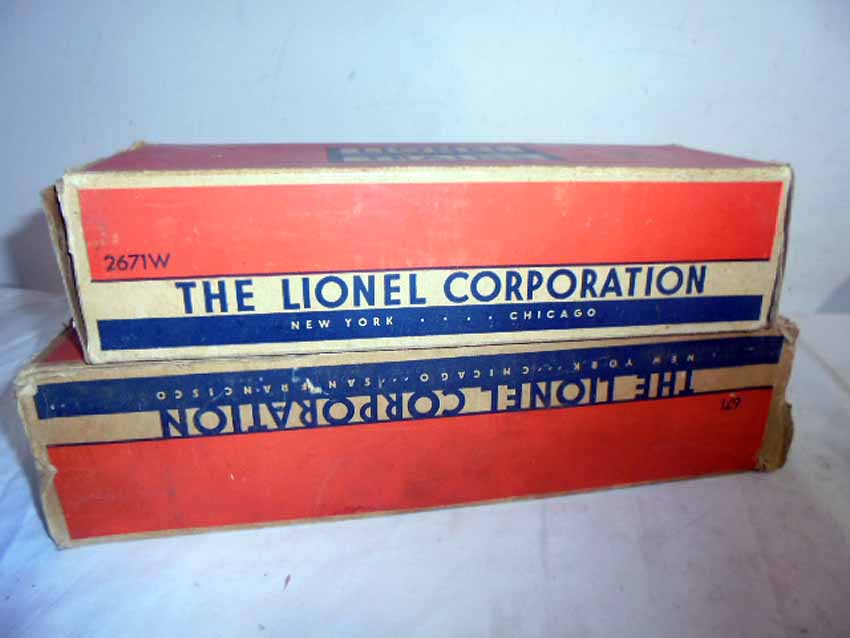 2671W
THE LIONEL CORPORATION
NEW YORK . . . . CHICAGO
. NEW YORK ... CHICAGO ... SAN FRANCISCO ..
THE LIONEL CORPORATION
671